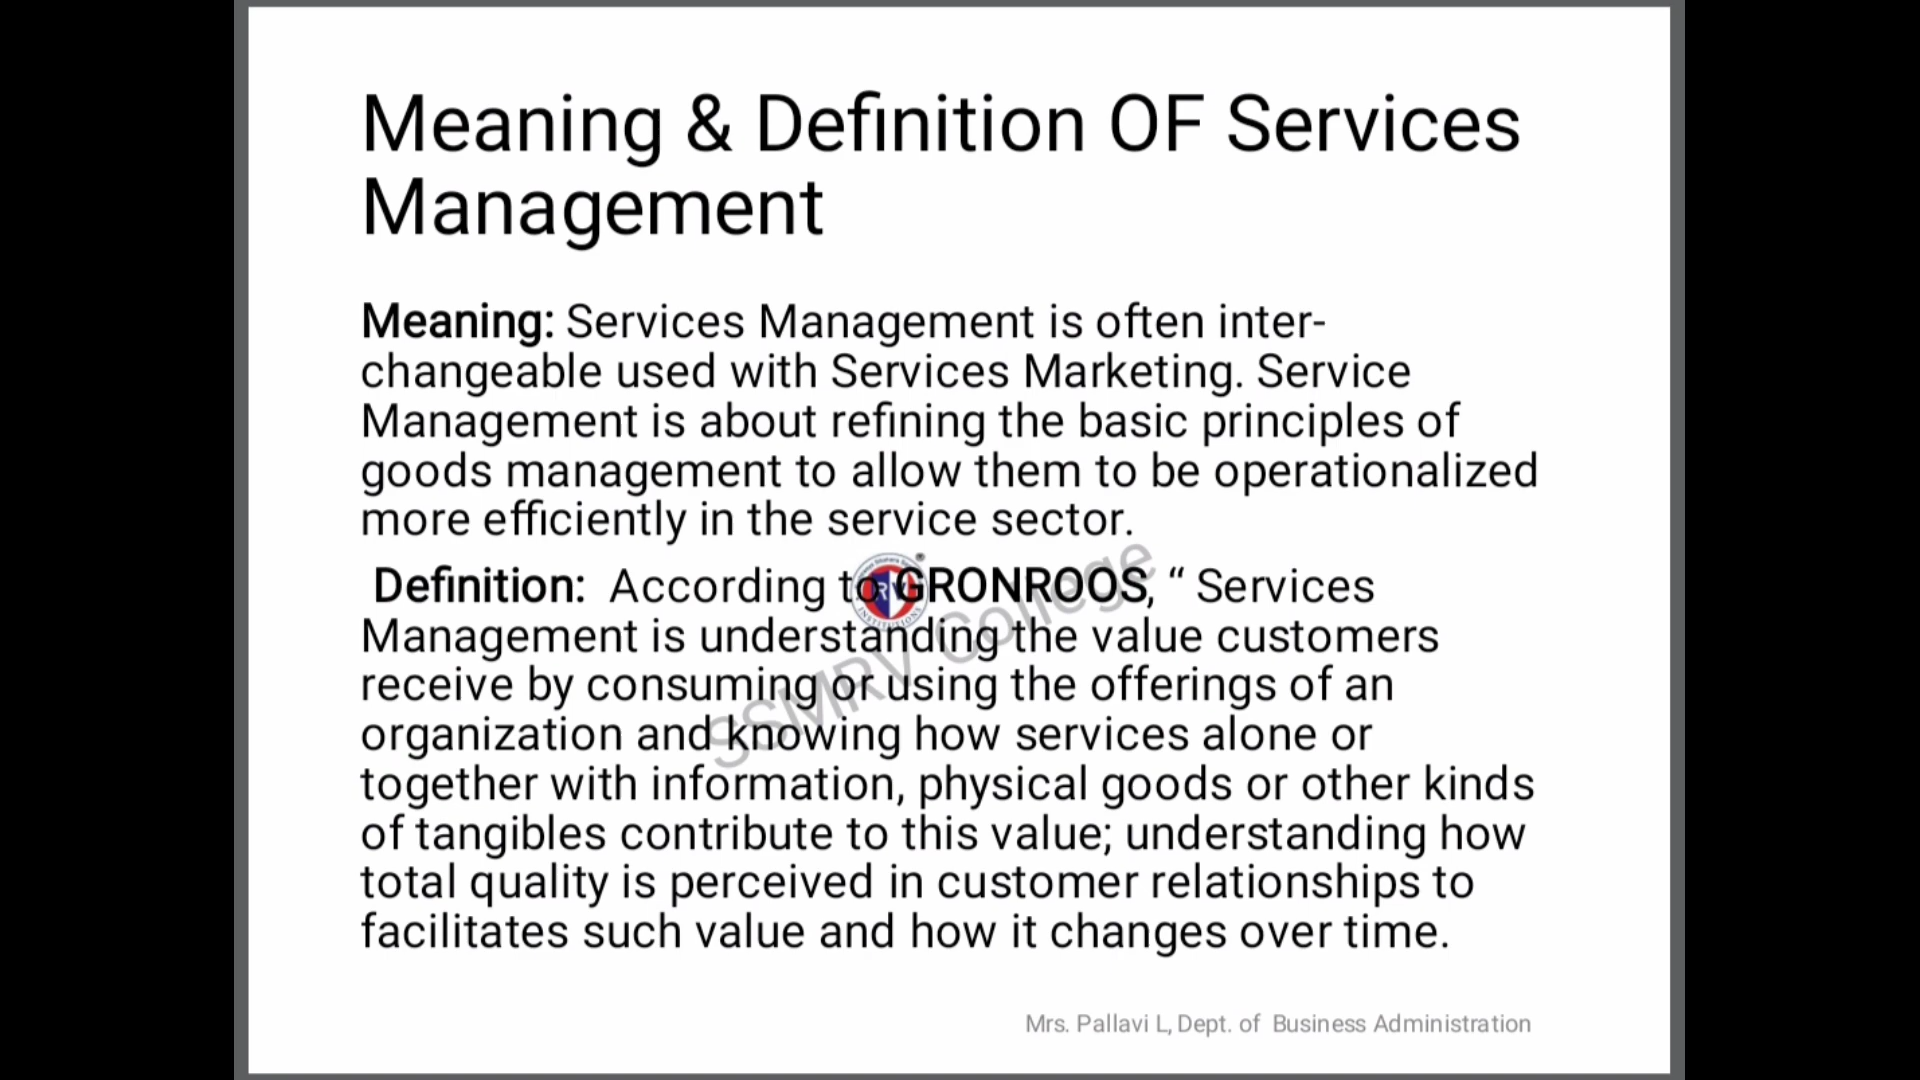 Meaning & Definition OF Services
Management
Meaning: Services Management is often inter-
changeable used with Services Marketing. Service
Management is about refining the basic principles of
goods management to allow them to be operationalized
more efficiently in the service sector.
Definition: According to GRONROOS, “ Services
Management is understanding the value customers
receive by consuming or using the offerings of an
organization and knowing how services alone or
together with information, physical goods or other kinds
of tangibles contribute to this value; understanding how
total quality is perceived in customer relationships to
facilitates such value and how it changes over time.
SSMRV College
RV
INSTITUTIONS
Mrs. Pallavi L, Dept. of Business Administration